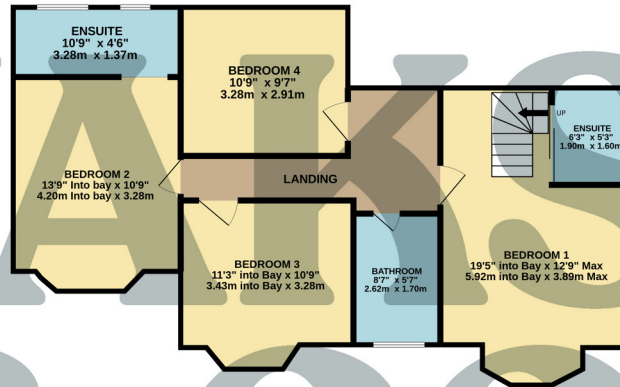 ENSUITE
10'9" x 4'6"
3.28m x 1.37m
BEDROOM 4
10'9" x 9'7"
3.28m x 2.91m
UP
ENSUITE
6'3" x 5'3"
1.90m x 1.60m
BEDROOM 2
13'9" Into bay x 10'9"
4.20m Into bay x 3.28m
LANDING
BEDROOM 3
11'3" into Bay x 10'9"
3.43m into Bay x 3.28m
BATHROOM
8'7" x 5'7"
2.62m x 1.70m
BEDROOM 1
19'5" into Bay x 12'9" Max
5.92m into Bay x 3.89m Max